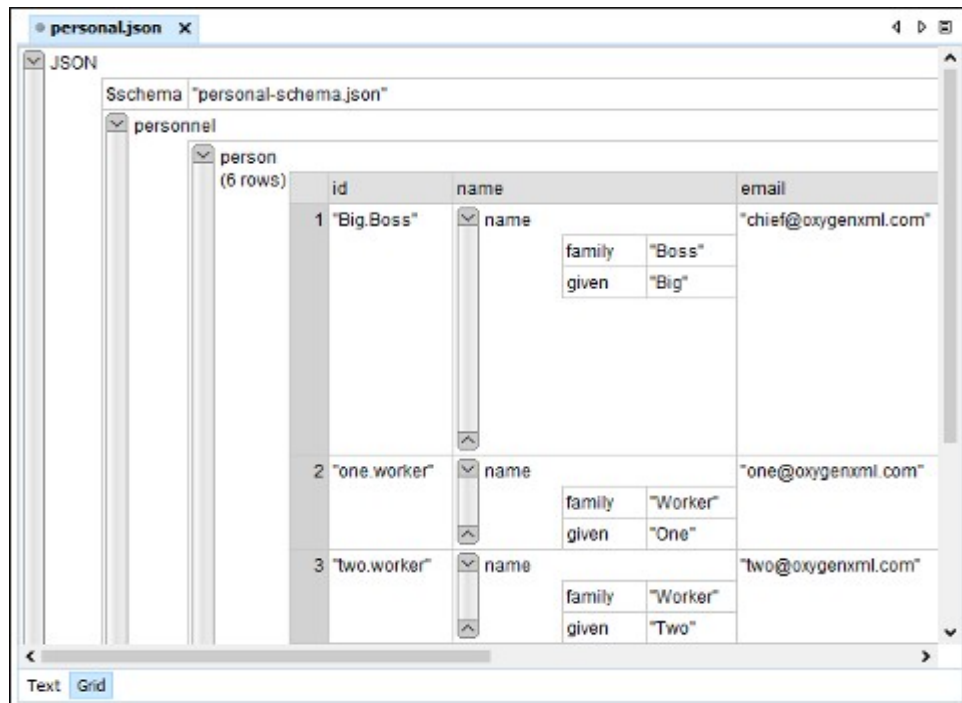 personal.json
JSON
$schema "personal-schema.json"
personnel
person
(6 rows) id name email
1 "Big.Boss" name "chief@oxygenxml.com"
family "Boss"
given "Big"
2 "one.worker" name "one@oxygenxml.com"
family "Worker"
given "One"
3 "two.worker" name "two@oxygenxml.com"
family "Worker"
given "Two"
Text Grid